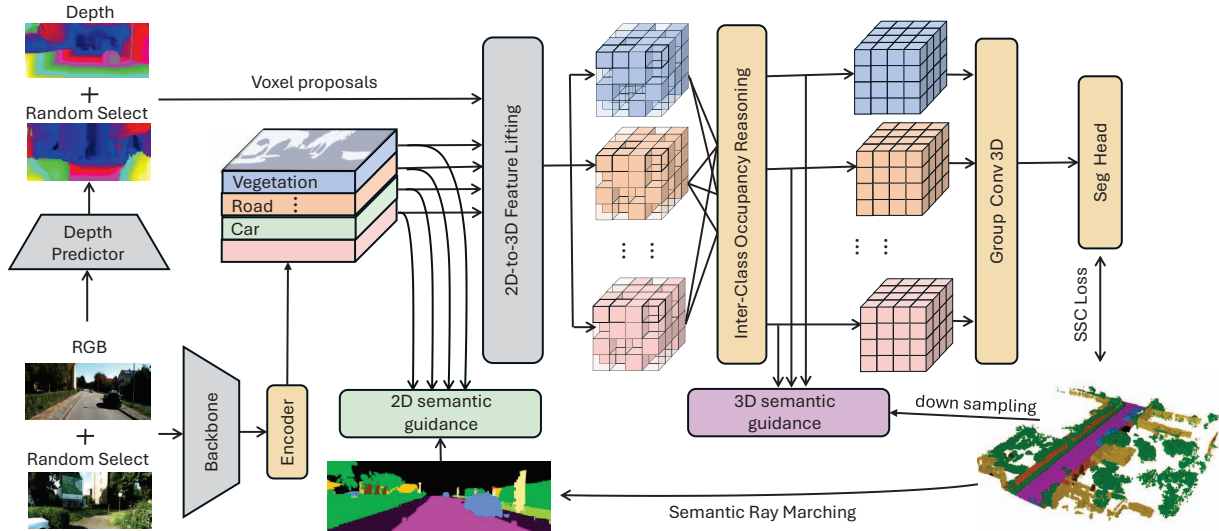 Depth
Random Select
Depth
Predictor
RGB
Random Select
Backbone
Encoder
Voxel proposals
Vegetation
Road
Car
2D-to-3D Feature Lifting
2D semantic
guidance
Inter-Class Occupancy Reasoning
3D semantic
guidance
Group Conv 3D
Seg Head
SSC Loss
down sampling
Semantic Ray Marching